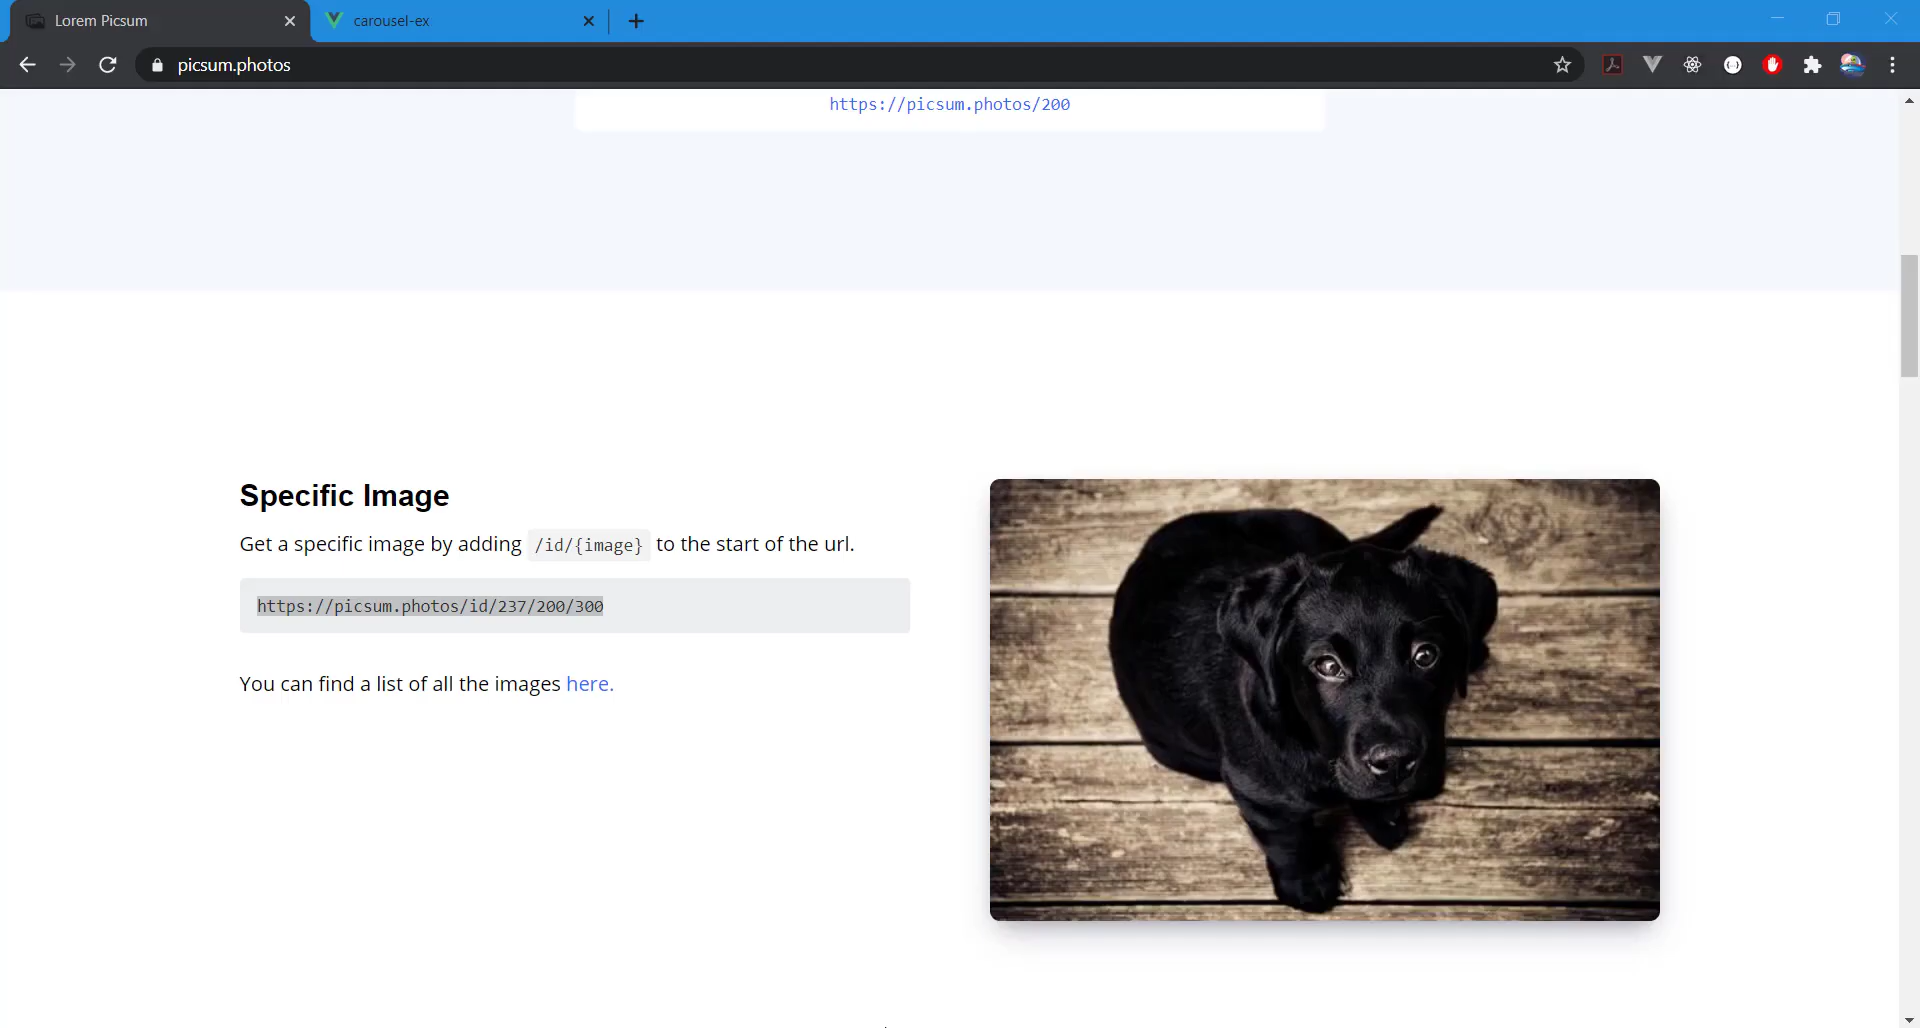 Lorem Picsum
carousel-ex
picsum.photos
https://picsum.photos/200
Specific Image
Get a specific image by adding /id/{image} to the start of the url.
https://picsum.photos/id/237/200/300
You can find a list of all the images here.